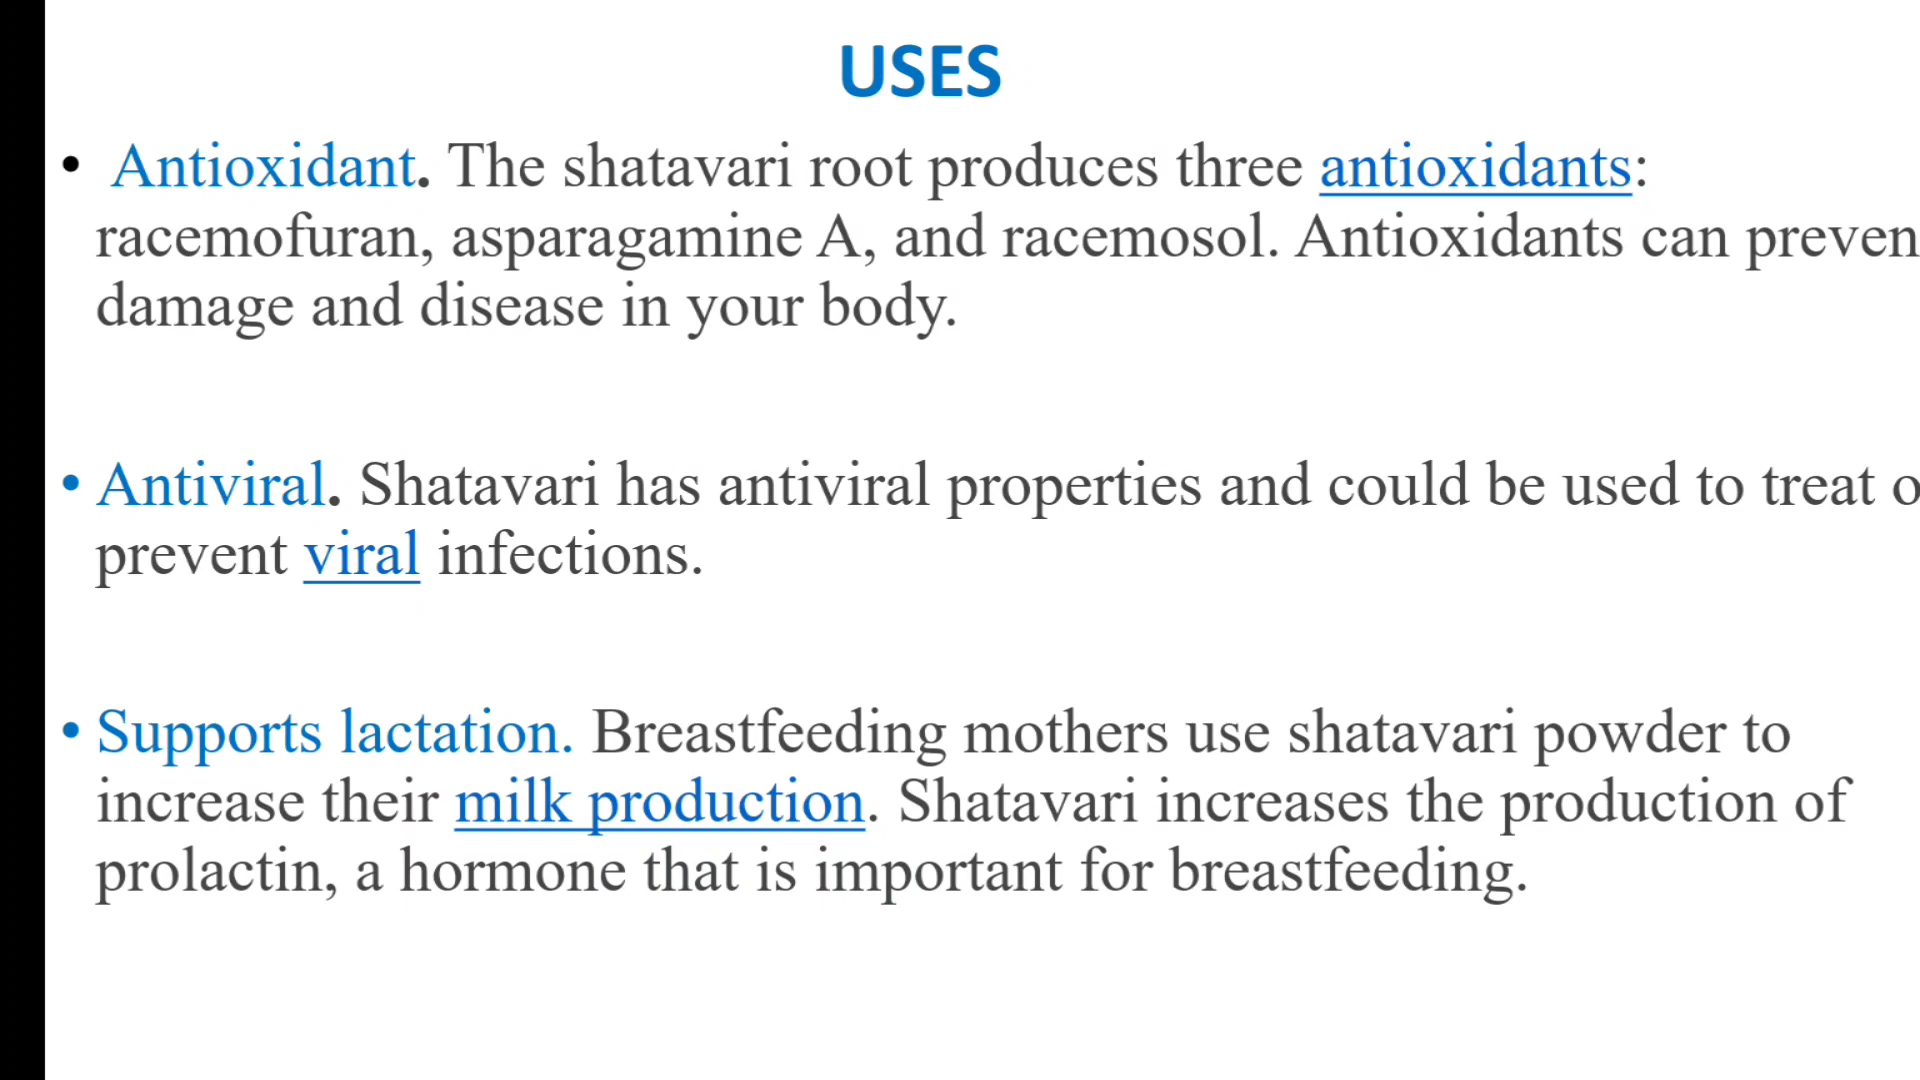 USES
• Antioxidant. The shatavari root produces three antioxidants:
racemofuran, asparagamine A, and racemosol. Antioxidants can preven
damage and disease in your body.
• Antiviral. Shatavari has antiviral properties and could be used to treat o
prevent viral infections.
• Supports lactation. Breastfeeding mothers use shatavari powder to
increase their milk production. Shatavari increases the production of
prolactin, a hormone that is important for breastfeeding.